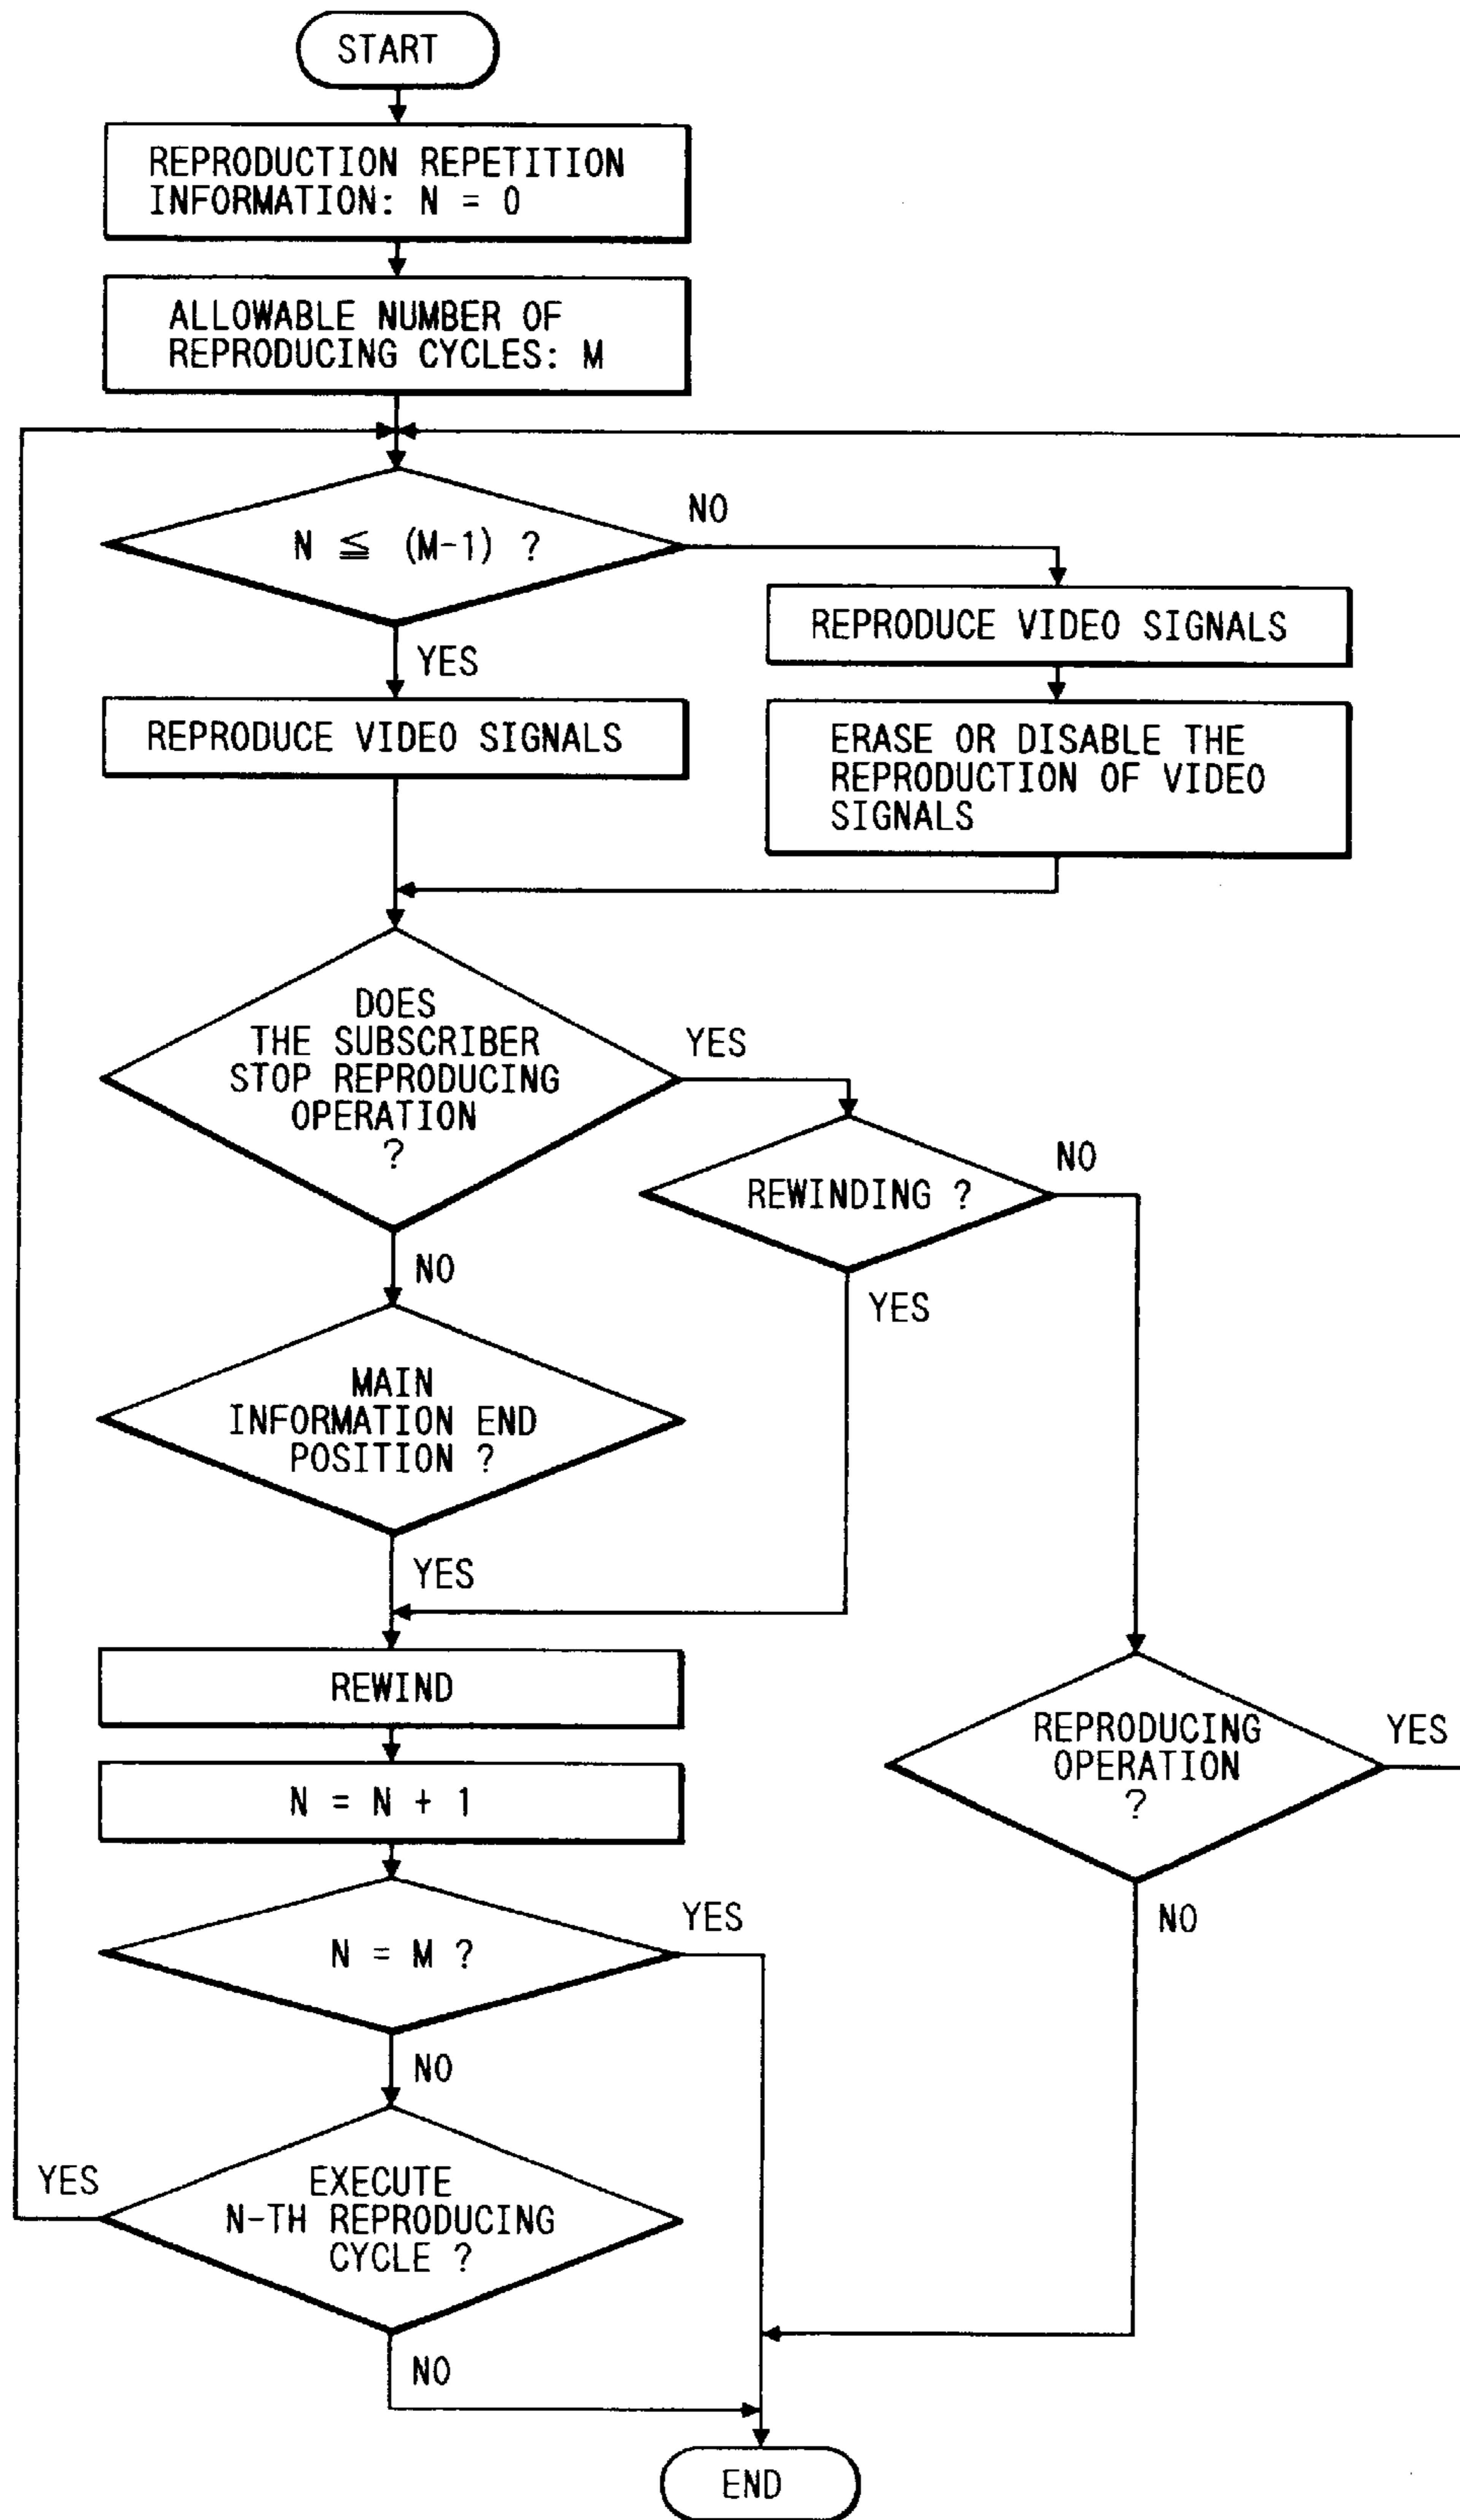 START
REPRODUCTION REPETITION
INFORMATION: N = 0
ALLOWABLE NUMBER OF
REPRODUCING CYCLES: M
N ≦ (M-1) ?
NO
YES
REPRODUCE VIDEO SIGNALS
REPRODUCE VIDEO SIGNALS
ERASE OR DISABLE THE
REPRODUCTION OF VIDEO
SIGNALS
DOES
THE SUBSCRIBER
STOP REPRODUCING
OPERATION
?
YES
NO
REWINDING ?
NO
YES
MAIN
INFORMATION END
POSITION ?
YES
REWIND
N = N + 1
REPRODUCING
OPERATION
?
YES
NO
N = M ?
YES
NO
EXECUTE
N-TH REPRODUCING
CYCLE ?
YES
NO
END